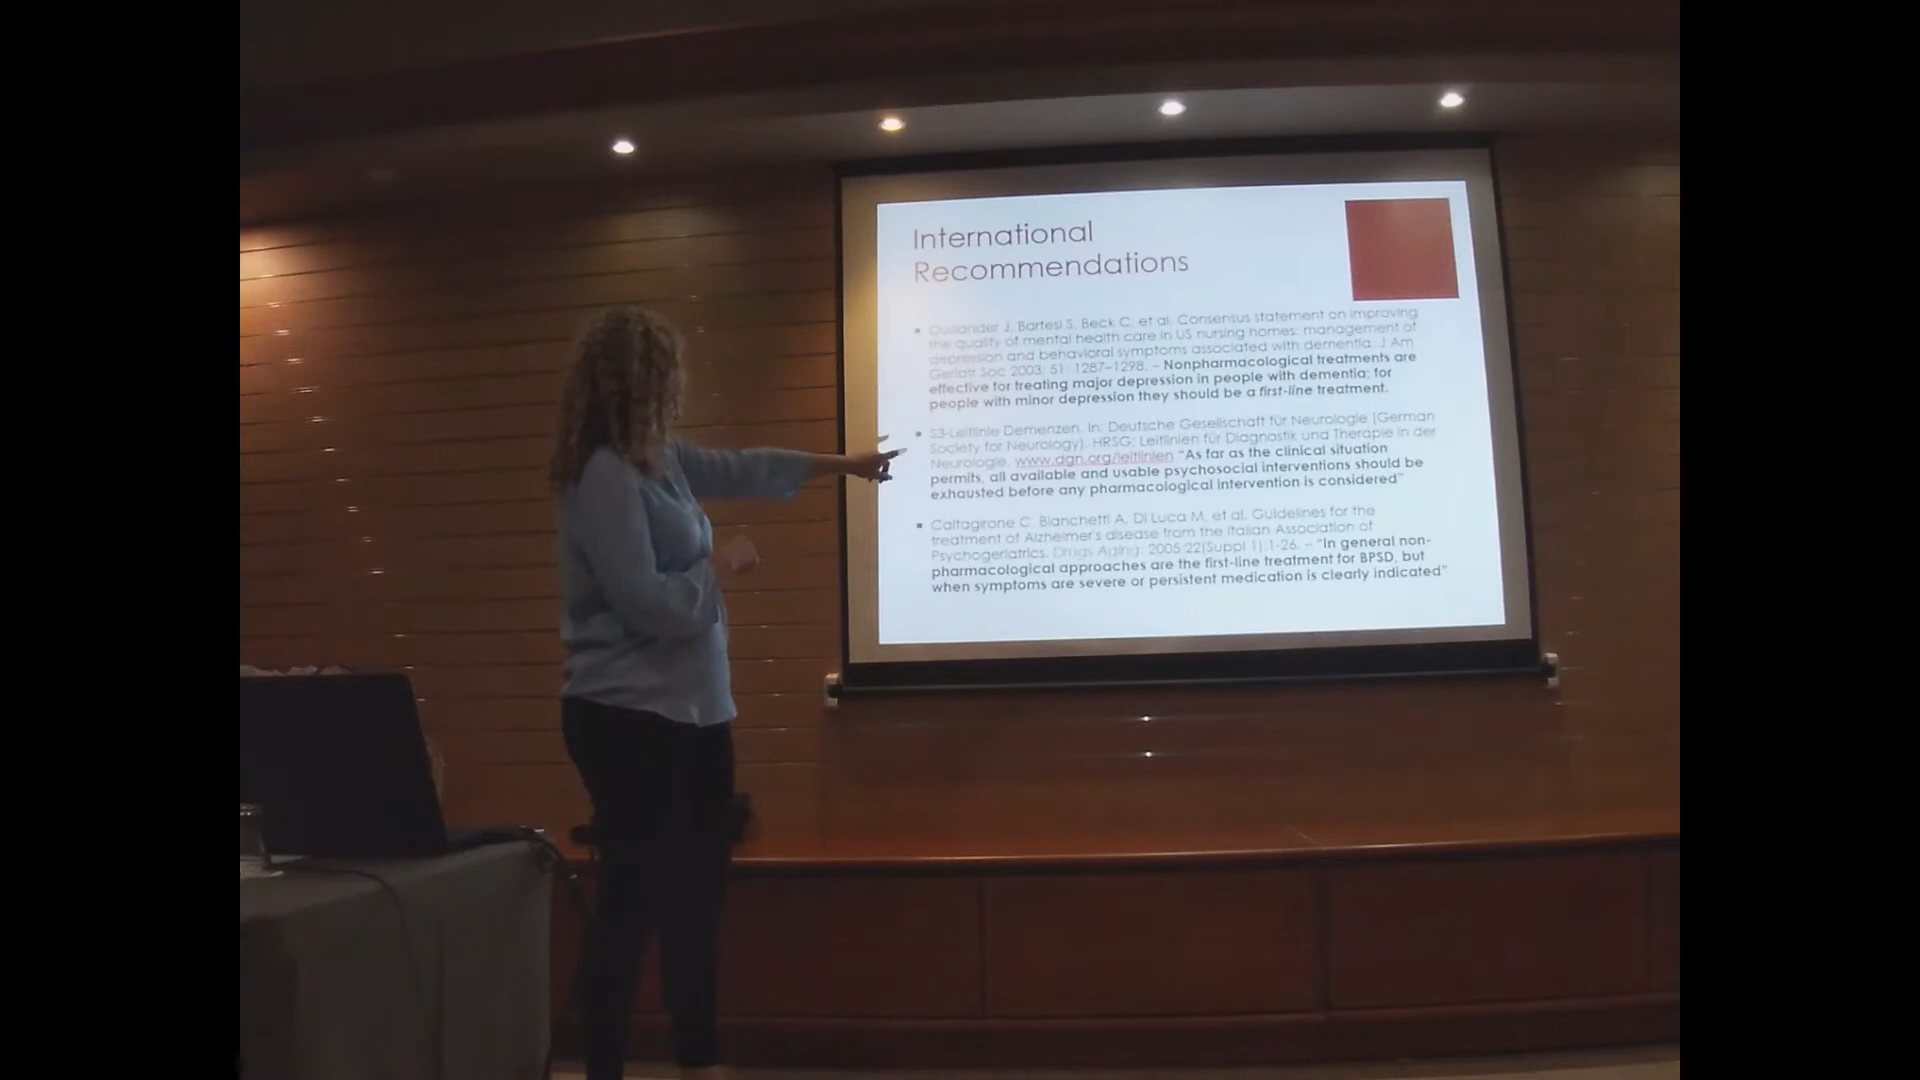 International
Recommendations
Ouslander J, Bartesl S, Beck C, et al. Consensus statement on improving
the quality of mental health care in US nursing homes: management of
depression and behavioral symptoms associated with dementia. J Am
Geriatr Soc 2003; 51: 1287–1298. – Nonpharmacological treatments are
effective for treating major depression in people with dementia; for
people with minor depression they should be a first-line treatment.
S3-Leitlinie Demenzen. In: Deutsche Gesellschaft für Neurologie (German
Society for Neurology), HRSG: Leitlinien für Diagnostik und Therapie in der
Neurologie. www.dgn.org/leitlinien "As far as the clinical situation
permits, all available and usable psychosocial interventions should be
exhausted before any pharmacological intervention is considered"
Caltagirone C, Bianchetti A, Di Luca M, et al. Guidelines for the
treatment of Alzheimer's disease from the Italian Association of
Psychogeriatrics. Drugs Aging. 2005;22(Suppl 1):1-26. – "In general non-
pharmacological approaches are the first-line treatment for BPSD, but
when symptoms are severe or persistent medication is clearly indicated"